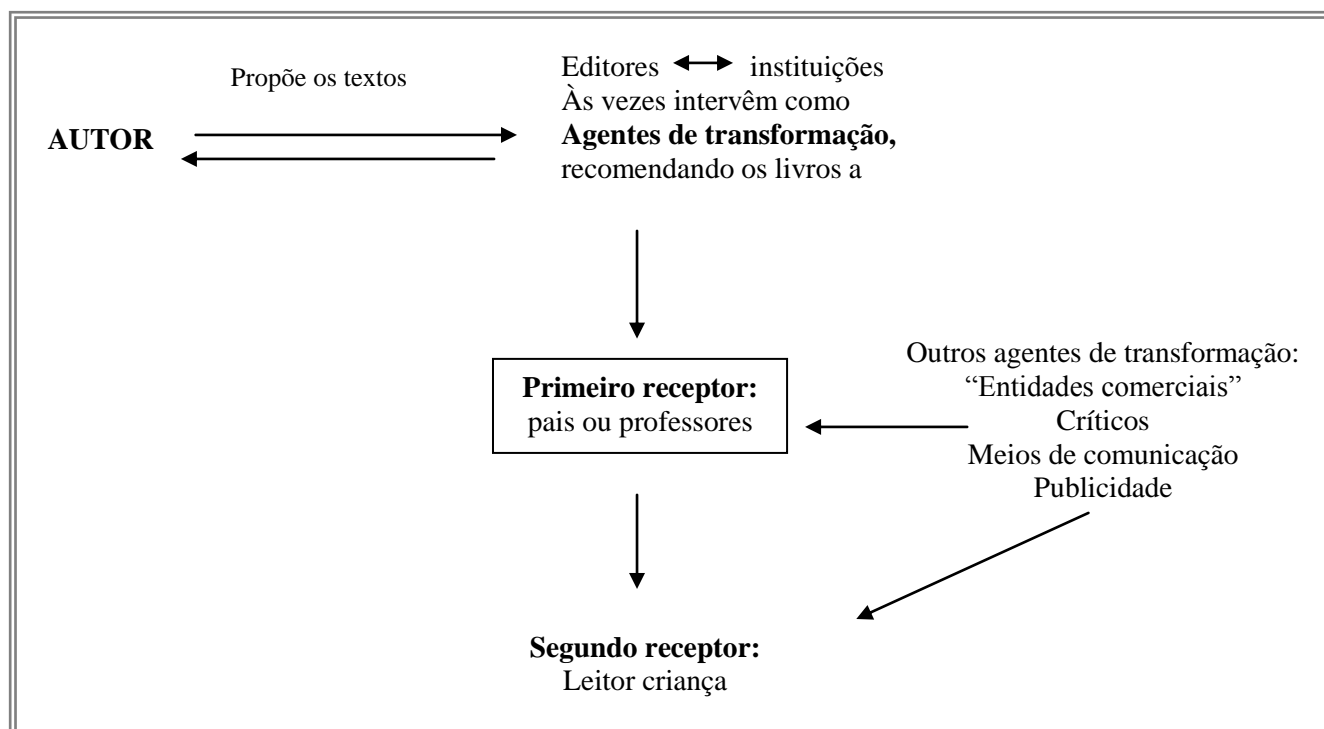 Propõe os textos
AUTOR
Editores instituições
Às vezes intervêm como
Agentes de transformação,
recomendando os livros a
Primeiro receptor:
pais ou professores
Outros agentes de transformação:
“Entidades comerciais”
Críticos
Meios de comunicação
Publicidade
Segundo receptor:
Leitor criança